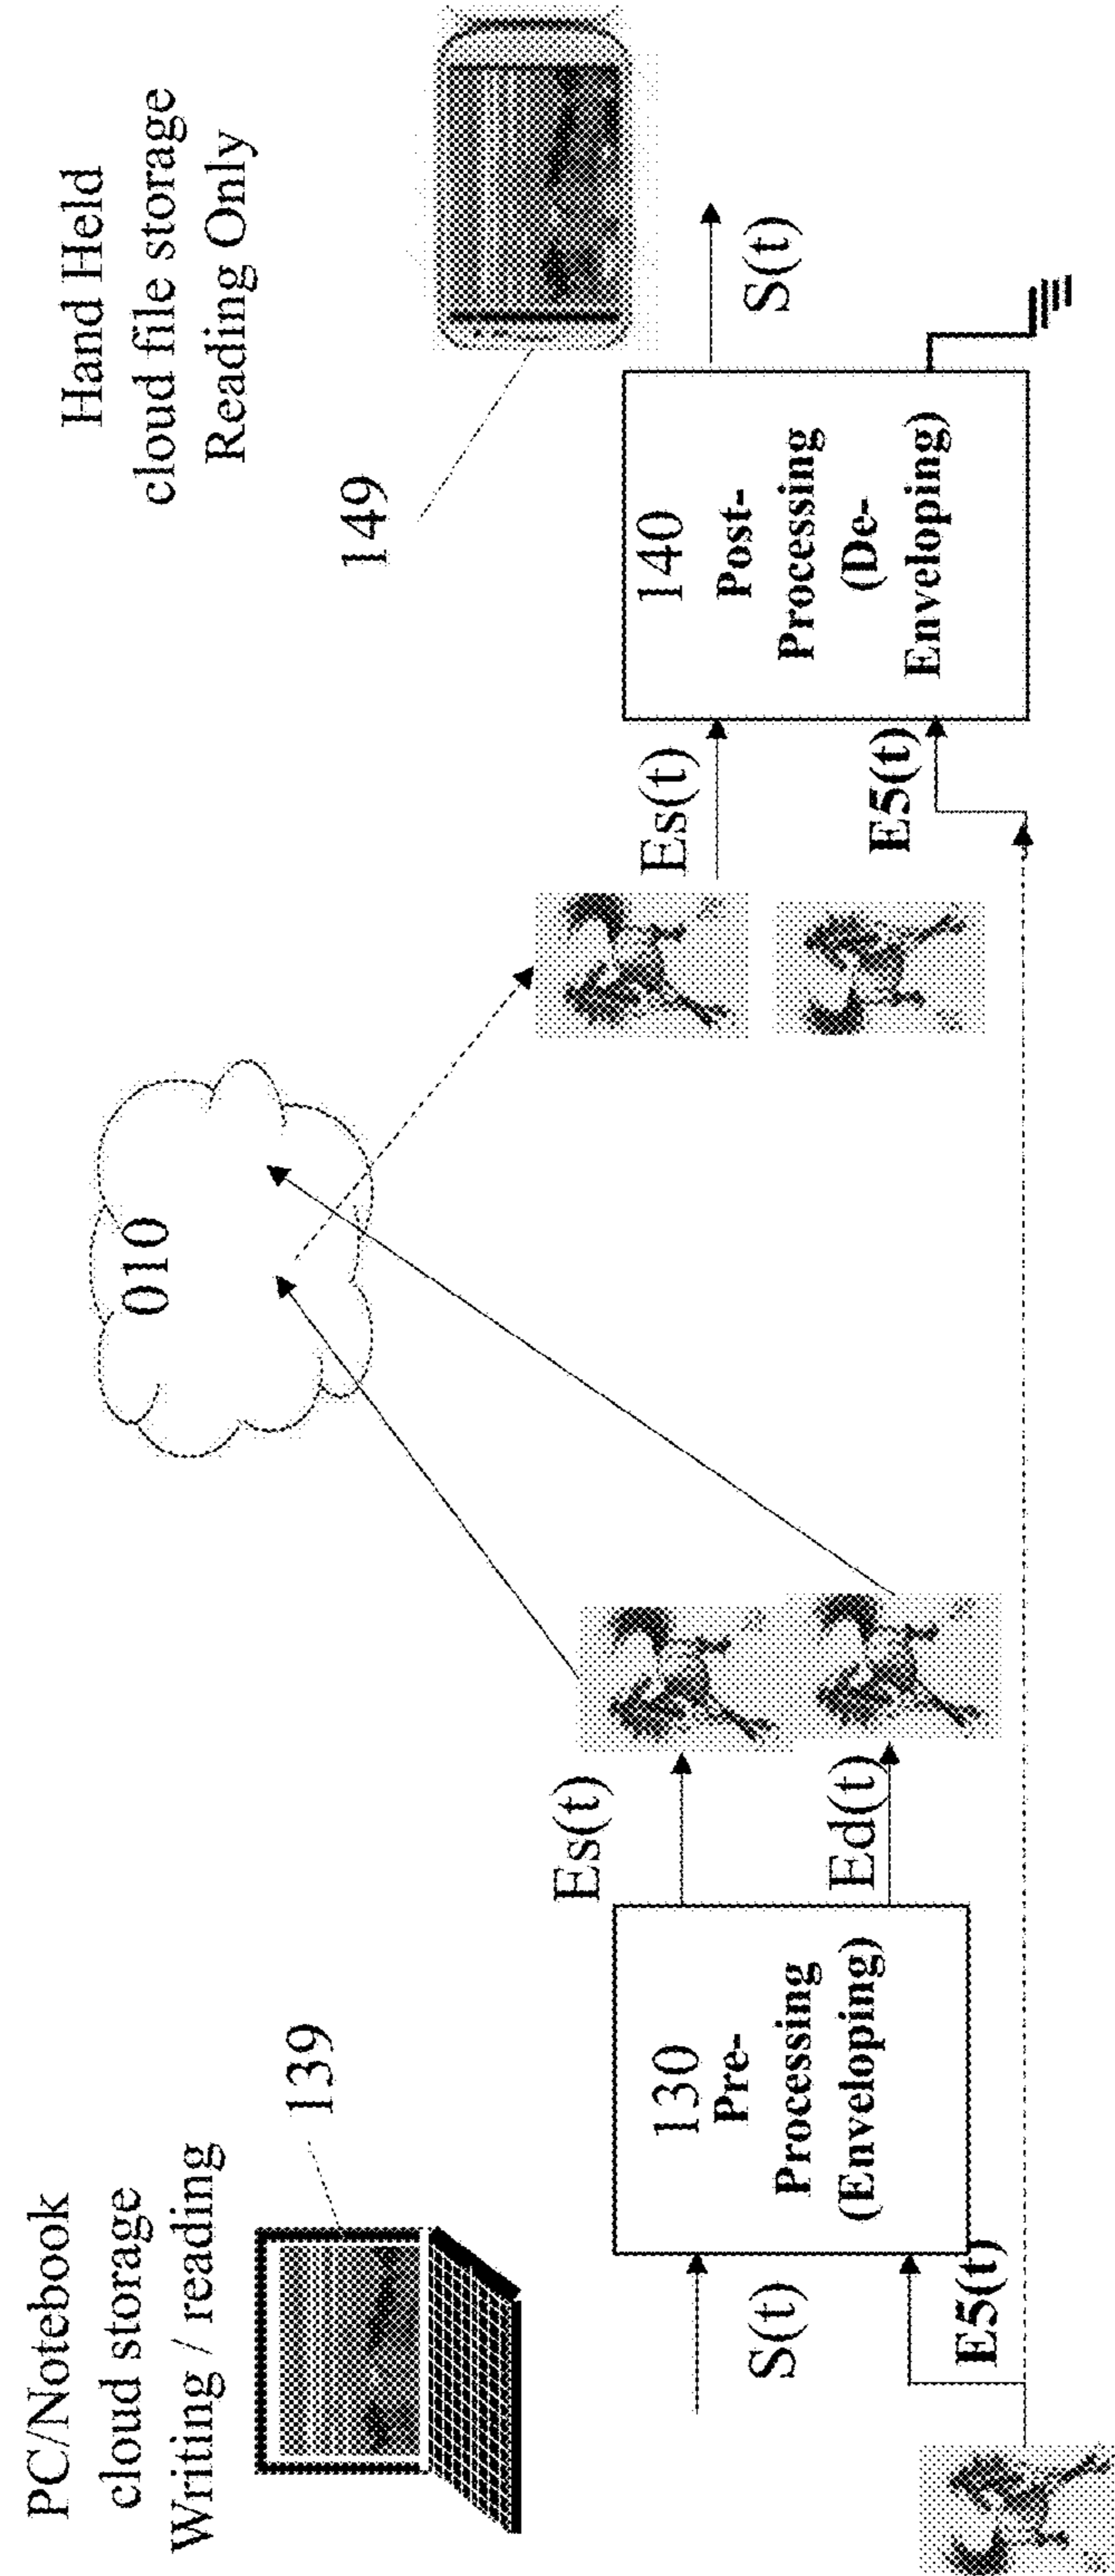 PC/Notebook
cloud storage
Writing / reading
139
010
Hand Held
cloud file storage
Reading Only
149
S(t)
E5(t)
130
Pre-
Processing
(Enveloping)
Es(t)
Ed(t)
Es(t)
E5(t)
140
Post-
Processing
(De-
Enveloping)
S(t)